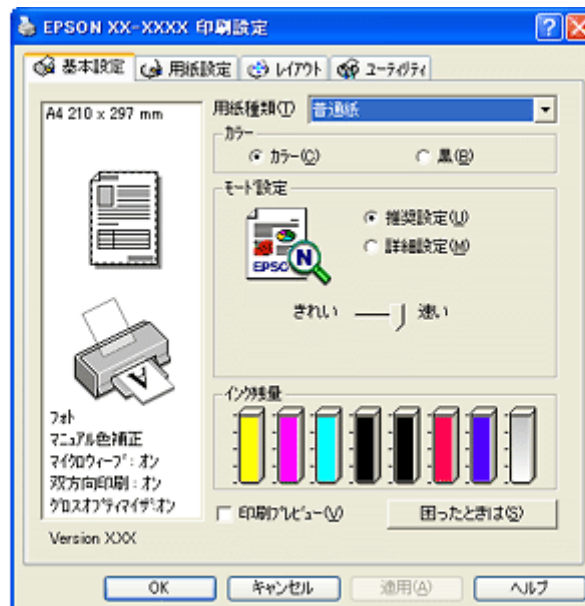 EPSON XX-XXXX 印刷設定
基本設定 用紙設定 レイアウト ユーティリティ
A4 210 x 297 mm
用紙種類(T) 普通紙
カラー
カラー(C) 黒(B)
モード設定
推奨設定(U)
詳細設定(M)
EPSON N
きれい 速い
インク残量
フォト
マニュアル色補正
マイクロウィーブ:オン
双方向印刷:オン
グロスオプティマイザ:オン
印刷プレビュー(V) 困ったときは(S)
Version XXX
OK キャンセル 適用(A) ヘルプ